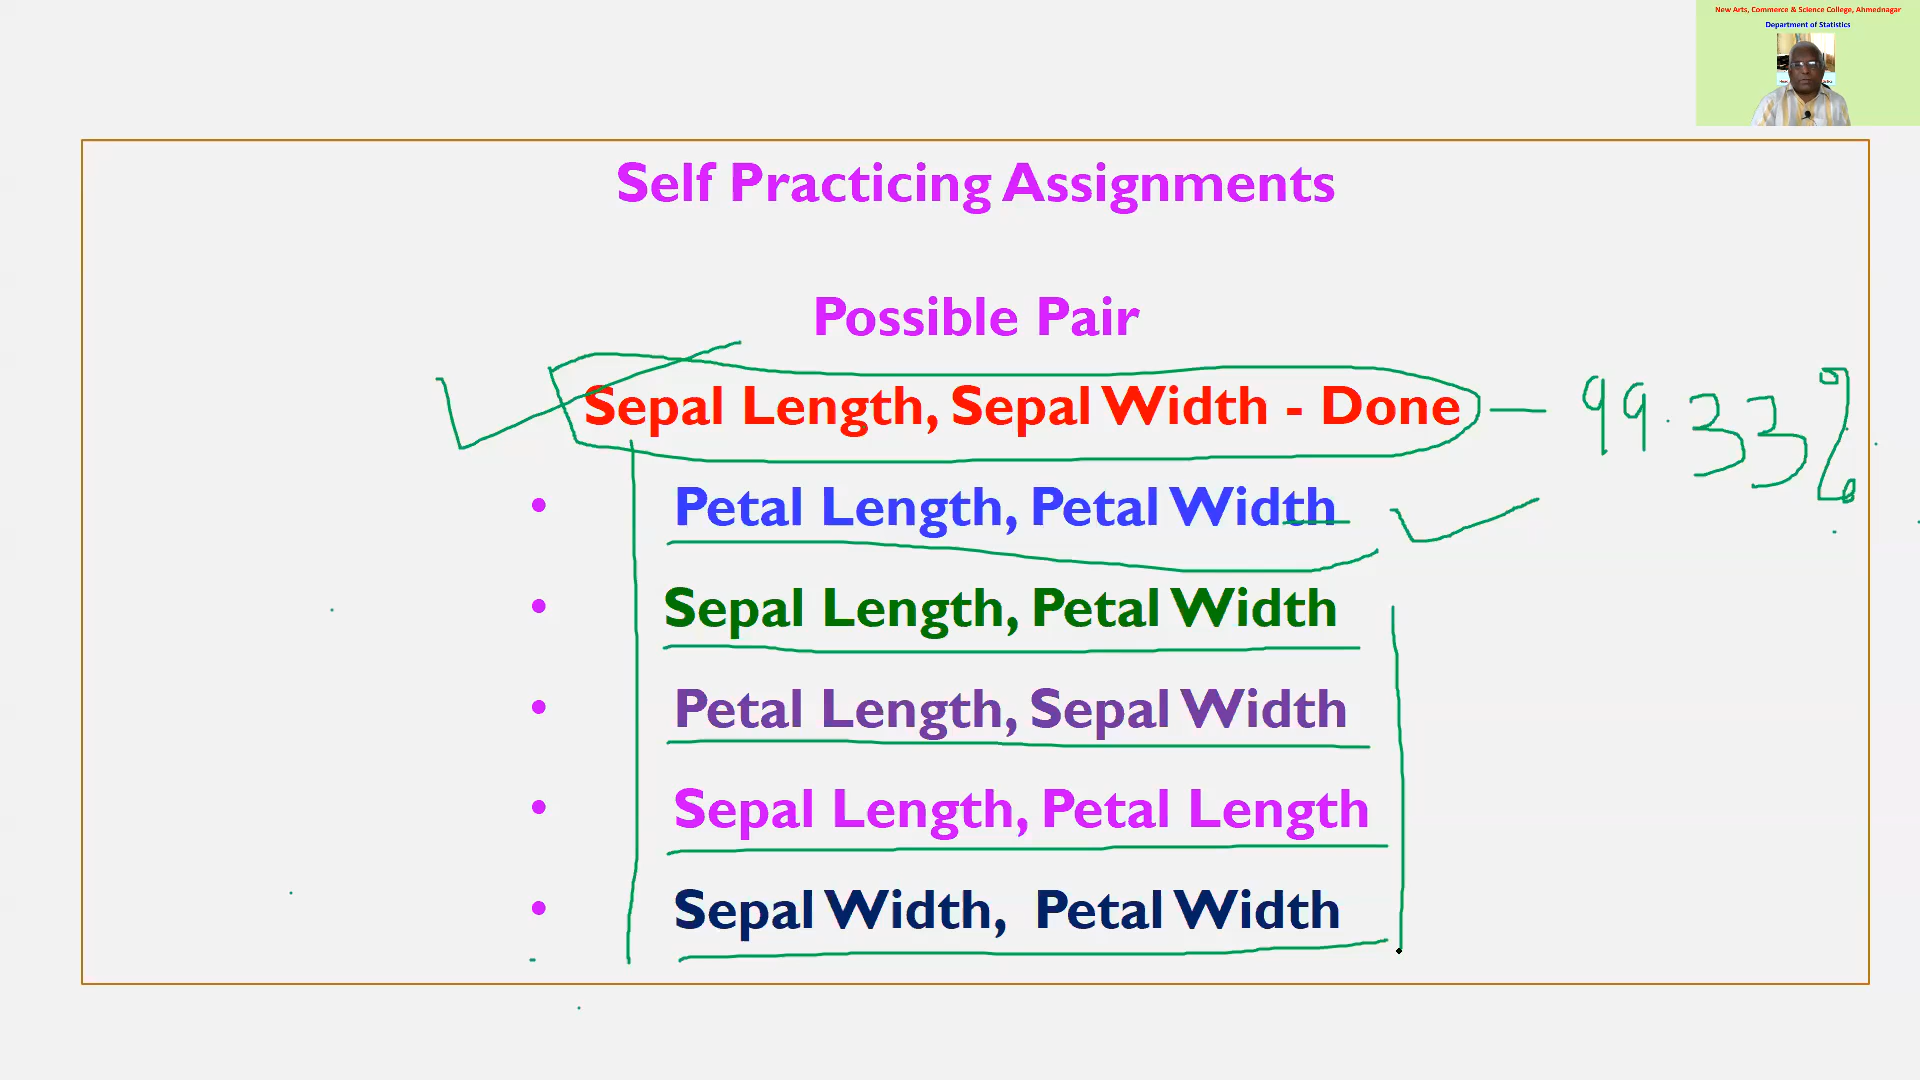 New Arts, Commerce & Science College, Ahmednagar
Department of Statistics
Self Practicing Assignments
Possible Pair
Sepal Length, Sepal Width - Done — 99.33%
• Petal Length, Petal Width
• Sepal Length, Petal Width
• Petal Length, Sepal Width
• Sepal Length, Petal Length
• Sepal Width, Petal Width